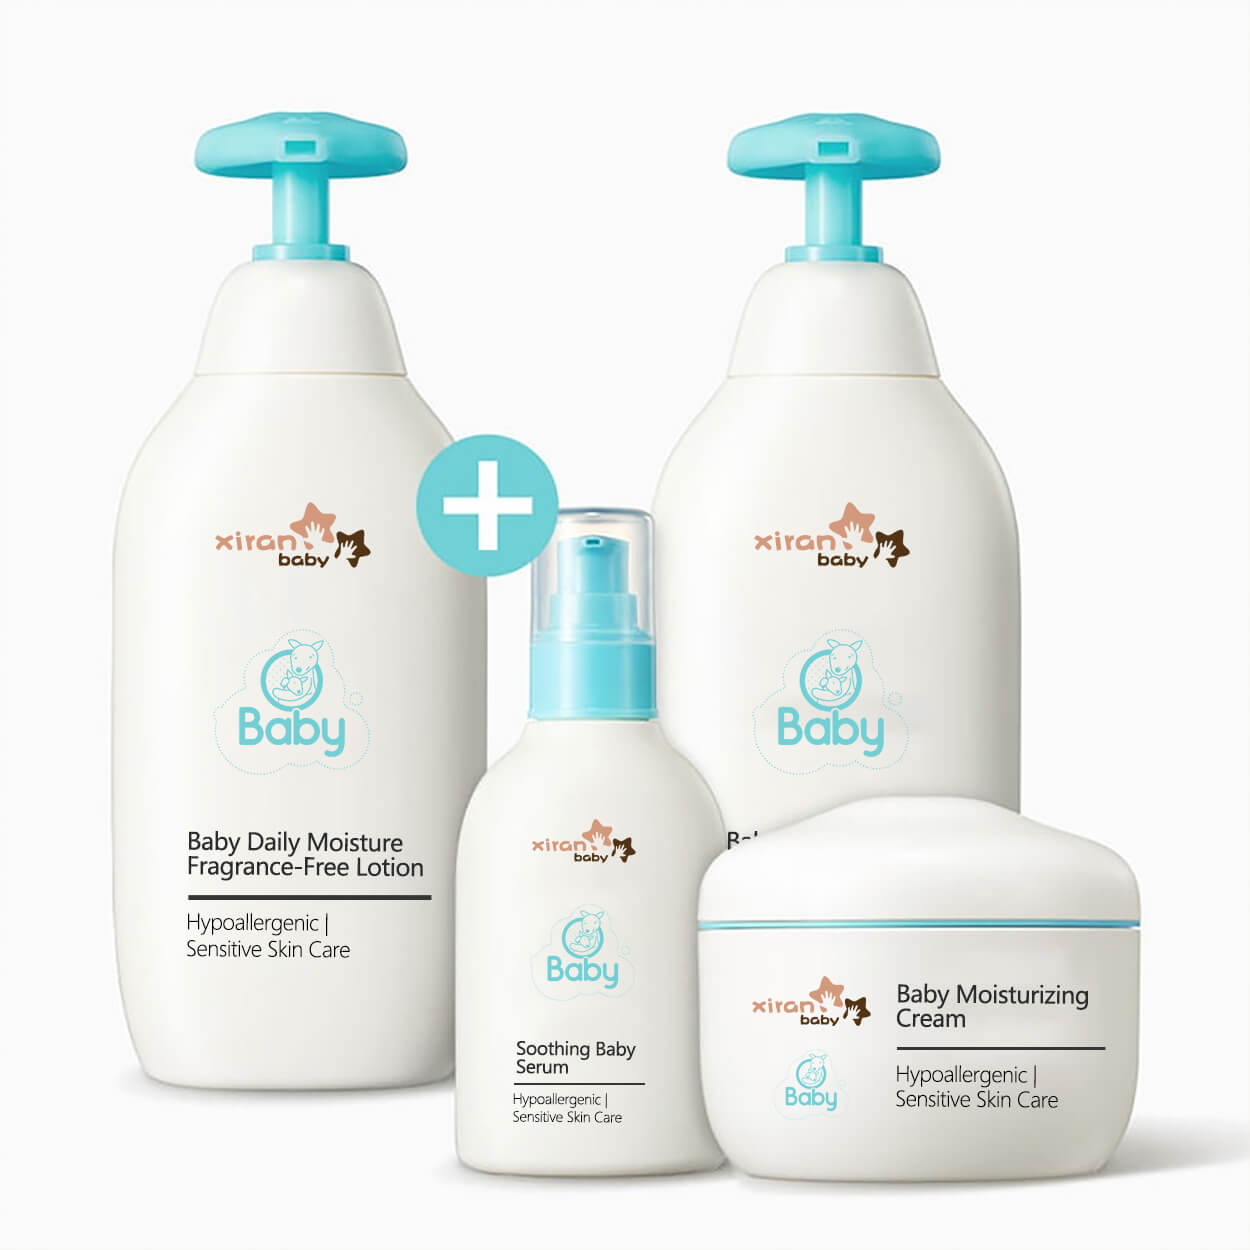 xiran
baby
Baby
Baby Daily Moisture
Fragrance-Free Lotion
Hypoallergenic |
Sensitive Skin Care
xiran
baby
Baby
xiran
baby
Baby
Soothing Baby
Serum
Hypoallergenic |
Sensitive Skin Care
xiran
baby
Baby
Baby Moisturizing
Cream
Hypoallergenic |
Sensitive Skin Care